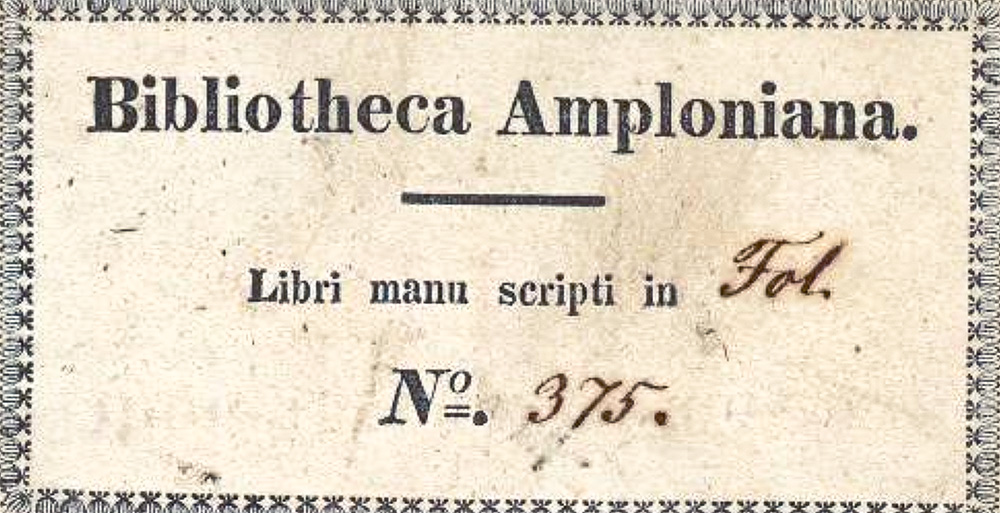 Bibliotheca Amploniana.
Libri manu scripti in Fol.
Nº. 375.